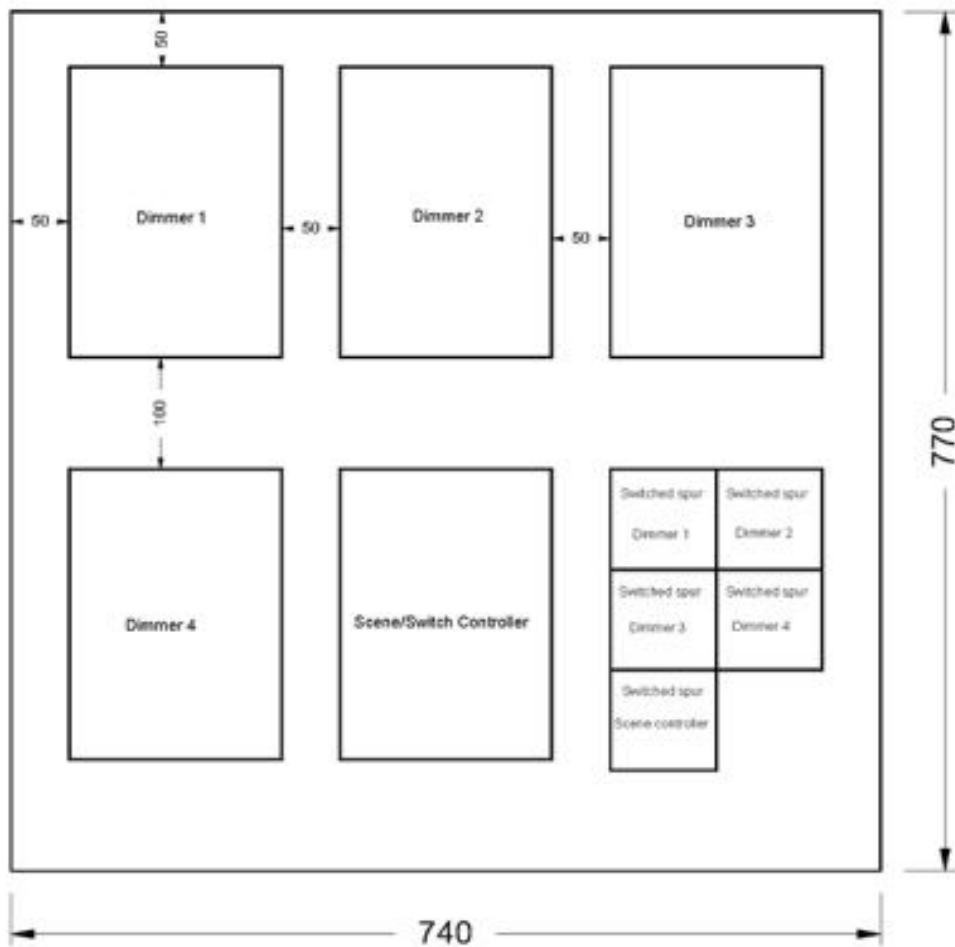 50
50
Dimmer 1
50
Dimmer 2
50
Dimmer 3
100
770
Dimmer 4
Scene/Switch Controller
Switched spur
Dimmer 1
Switched spur
Dimmer 2
Switched spur
Dimmer 3
Switched spur
Dimmer 4
Switched spur
Scene controller
740